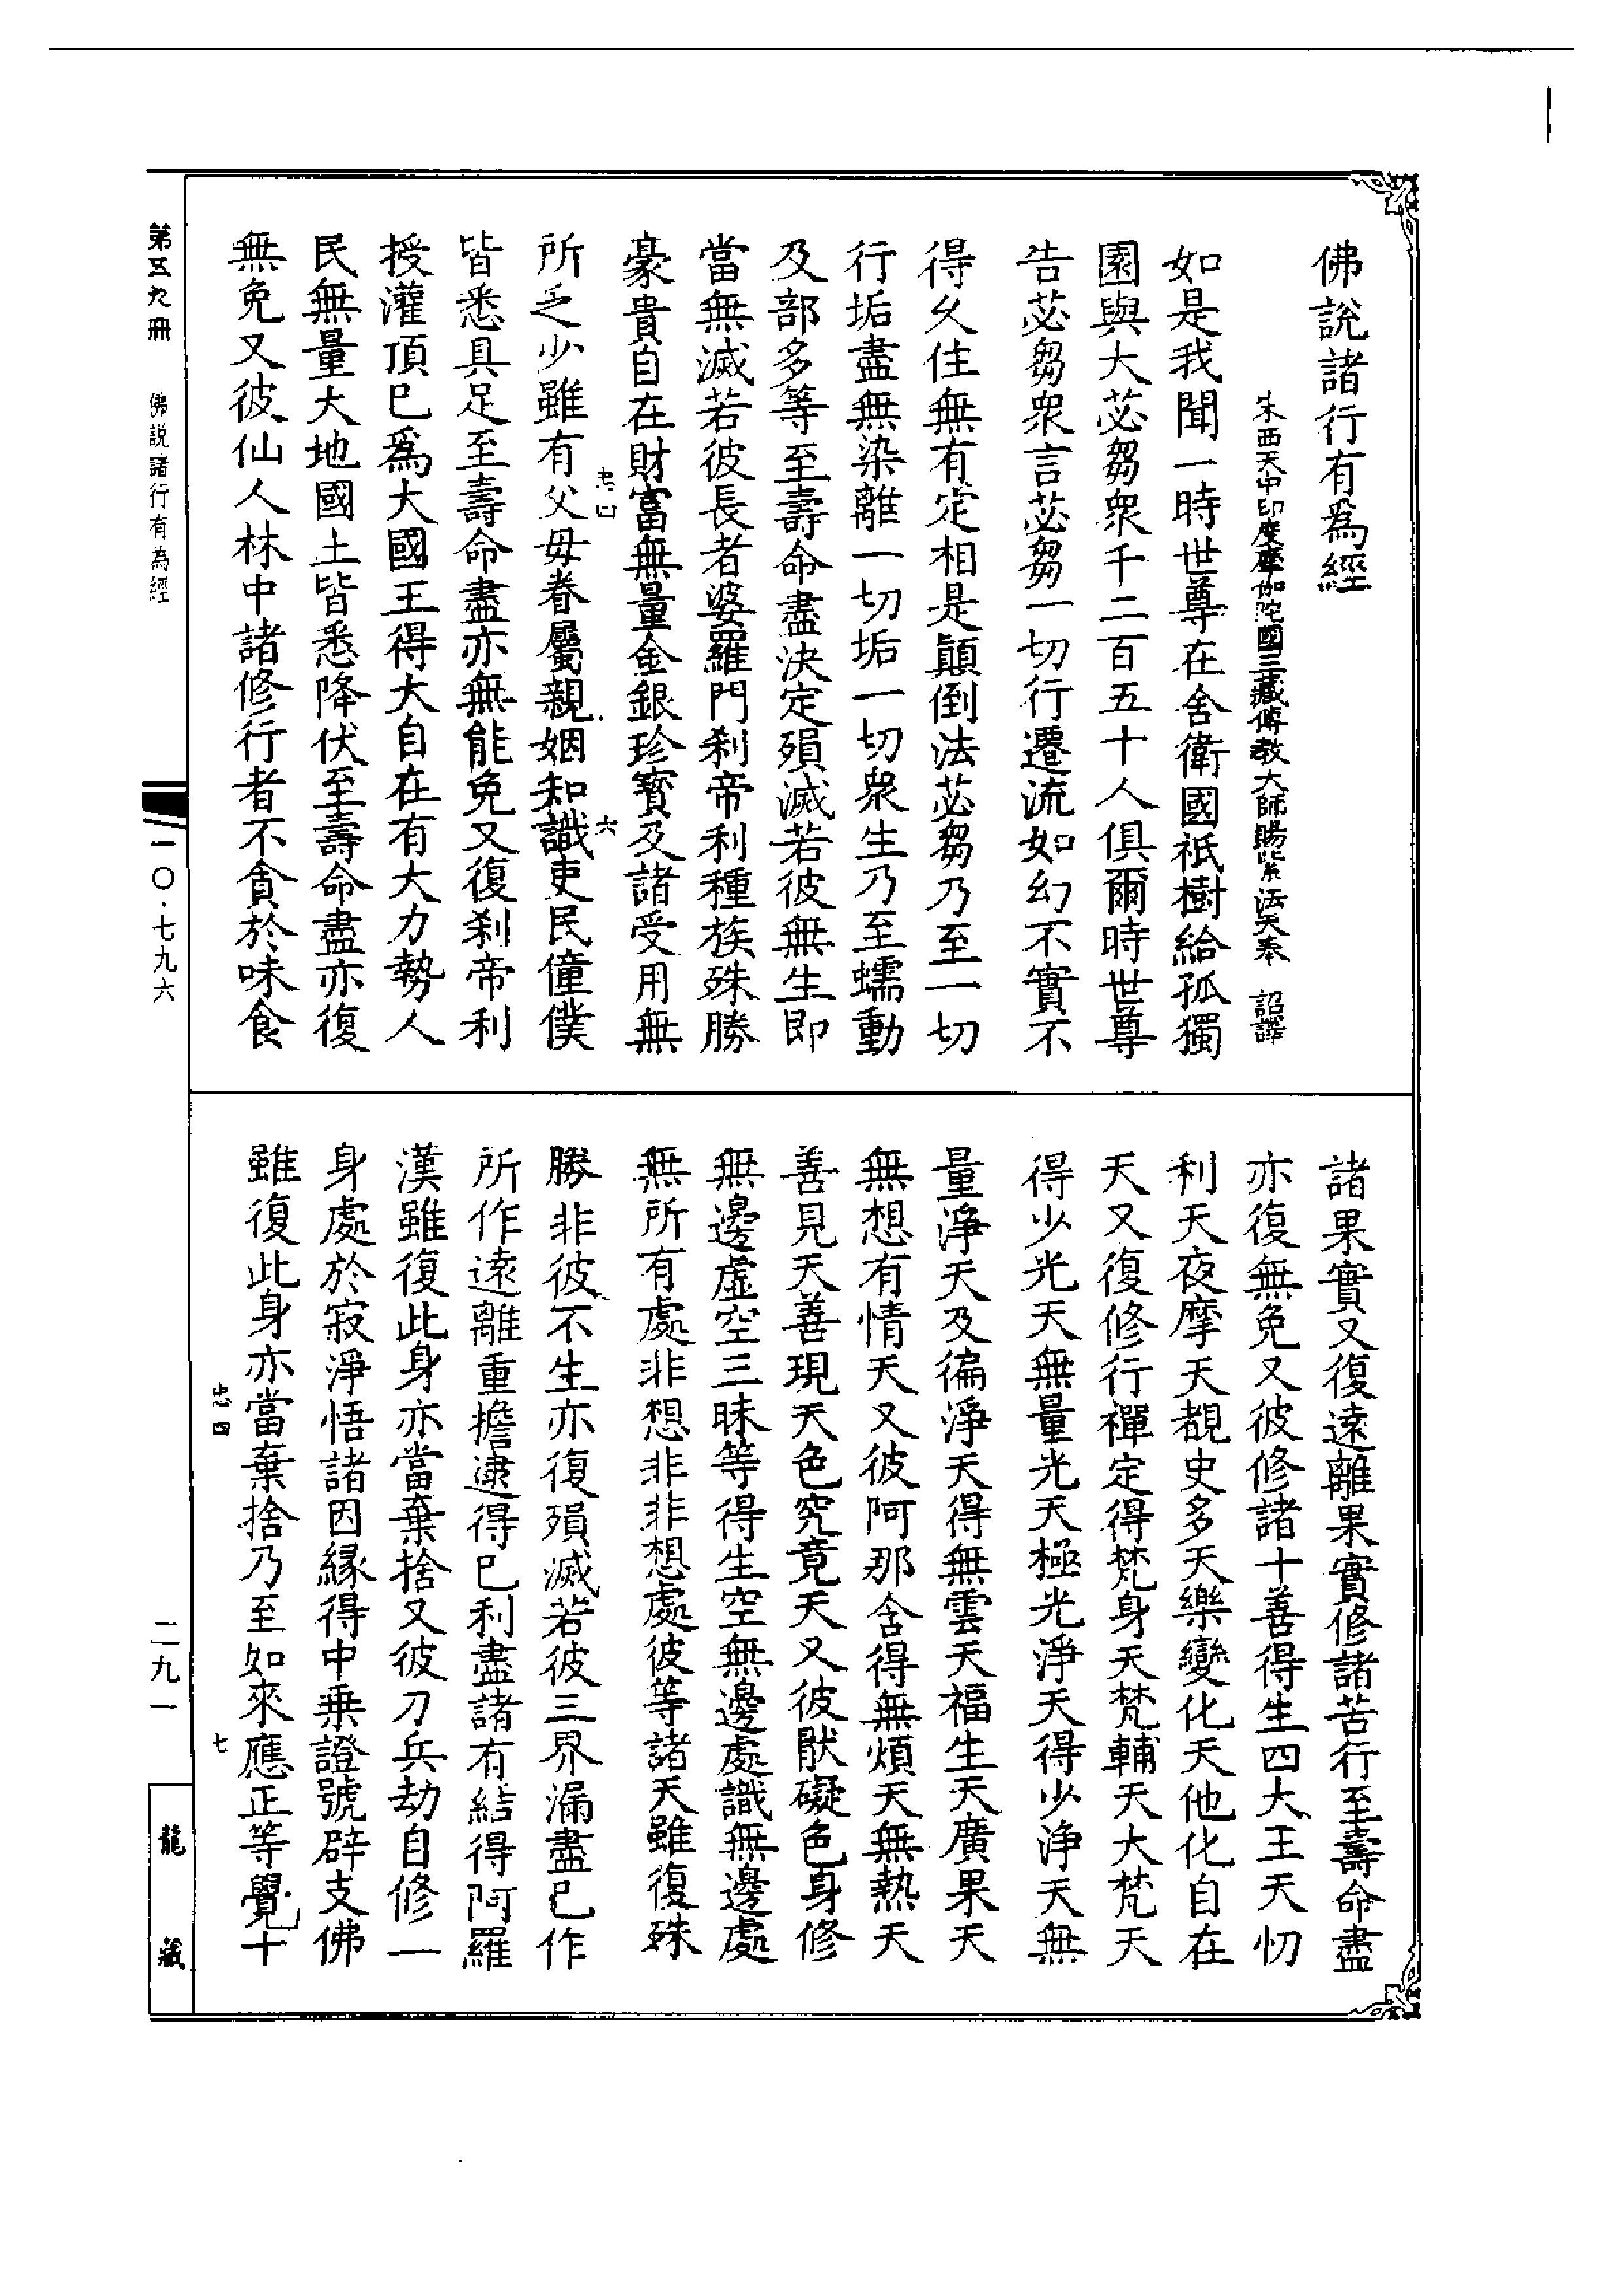 佛說諸行有為經
宋西天中印度摩伽陀國三藏傳教大師賜紫法天奉 詔譯
如是我聞一時世尊在舍衛國祇樹給孤獨
園與大苾芻衆千二百五十人俱爾時世尊
告苾芻衆言苾芻一切行遷流如幻不實不
得久住無有定相是顛倒法苾芻乃至一切
行垢盡無染離一切垢一切衆生乃至蠕動
及部多等至壽命盡決定殞滅若彼無生即
當無滅若彼長者婆羅門刹帝利種族殊勝
豪貴自在財富無量金銀珍寳及諸受用無
忠四 六
所乏少雖有父母眷屬親姻知識吏民僮僕
皆悉具足至壽命盡亦無能免又復刹帝利
授灌頂已爲大國王得大自在有大力勢人
民無量大地國土皆悉降伏至壽命盡亦復
無免又彼仙人林中諸修行者不貪於味食
諸果實又復遠離果實修諸苦行至壽命盡
亦復無免又彼修諸十善得生四大王天忉
利天夜摩天覩史多天樂變化天他化自在
天又復修行禪定得梵身天梵輔天大梵天
得少光天無量光天極光淨天得少淨天無
量淨天及徧淨天得無雲天福生天廣果天
無想有情天又彼阿那含得無煩天無熱天
善見天善現天色究竟天又彼猒礙色身修
無邊虛空三昧等得生空無邊處識無邊處
無所有處非想非非想處彼等諸天雖復殊
勝非彼不生亦復殞滅若彼三界漏盡已作
所作遠離重擔逮得已利盡諸有結得阿羅
漢雖復此身亦當棄捨又彼刀兵劫自修一
身處於寂淨悟諸因緣得中乗證號辟支佛
雖復此身亦當棄捨乃至如來應正等覺十
忠四 七
第五九冊 佛說諸行有為經 一〇·七九六 二九一 龍藏